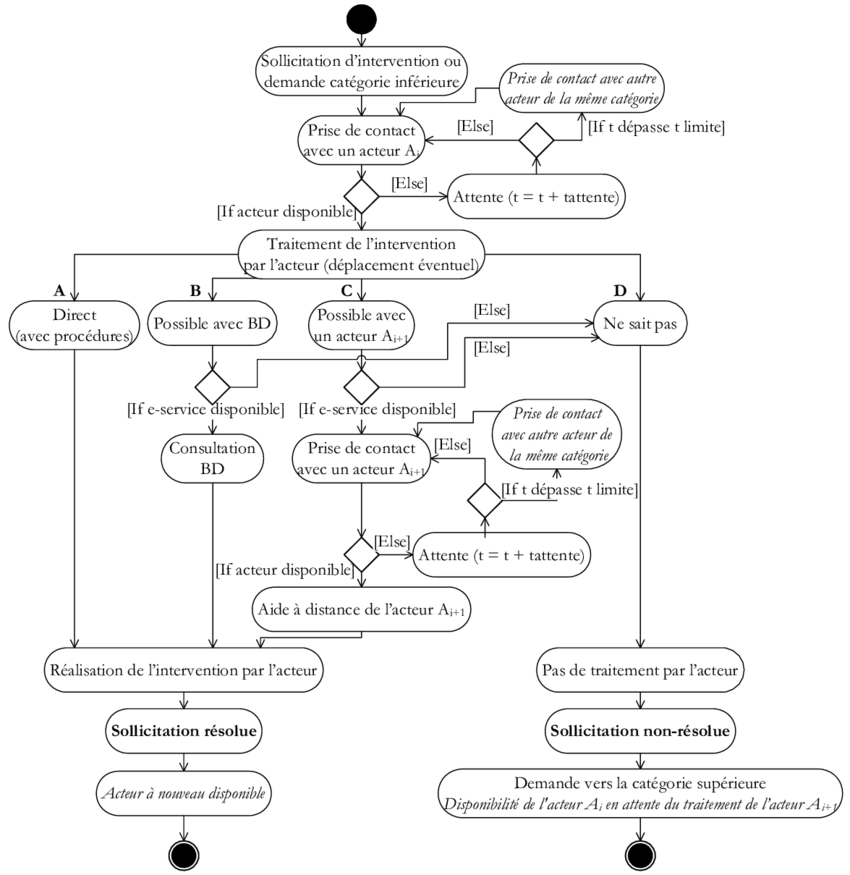 Sollicitation d'intervention ou
demande catégorie inférieure
Prise de contact avec autre
acteur de la même catégorie
Prise de contact
avec un acteur Ai
[Else]
[If t dépasse t limite]
[Else]
Attente (t = t + tattente)
[If acteur disponible]
Traitement de l'intervention
par l'acteur (déplacement éventuel)
A
B
C
D
Direct
(avec procédures)
Possible avec BD
Possible avec
un acteur Ai+1
[Else]
[Else]
Ne sait pas
[If e-service disponible]
[If e-service disponible]
Consultation
BD
Prise de contact
avec un acteur Ai+1
[Else]
Prise de contact
avec autre acteur de
la même catégorie
[If t dépasse t limite]
[Else]
Attente (t = t + tattente)
[If acteur disponible]
Aide à distance de l'acteur Ai+1
Réalisation de l'intervention par l'acteur
Pas de traitement par l'acteur
Sollicitation résolue
Sollicitation non-résolue
Acteur à nouveau disponible
Demande vers la catégorie supérieure
Disponibilité de l'acteur Ai en attente du traitement de l'acteur Ai+1